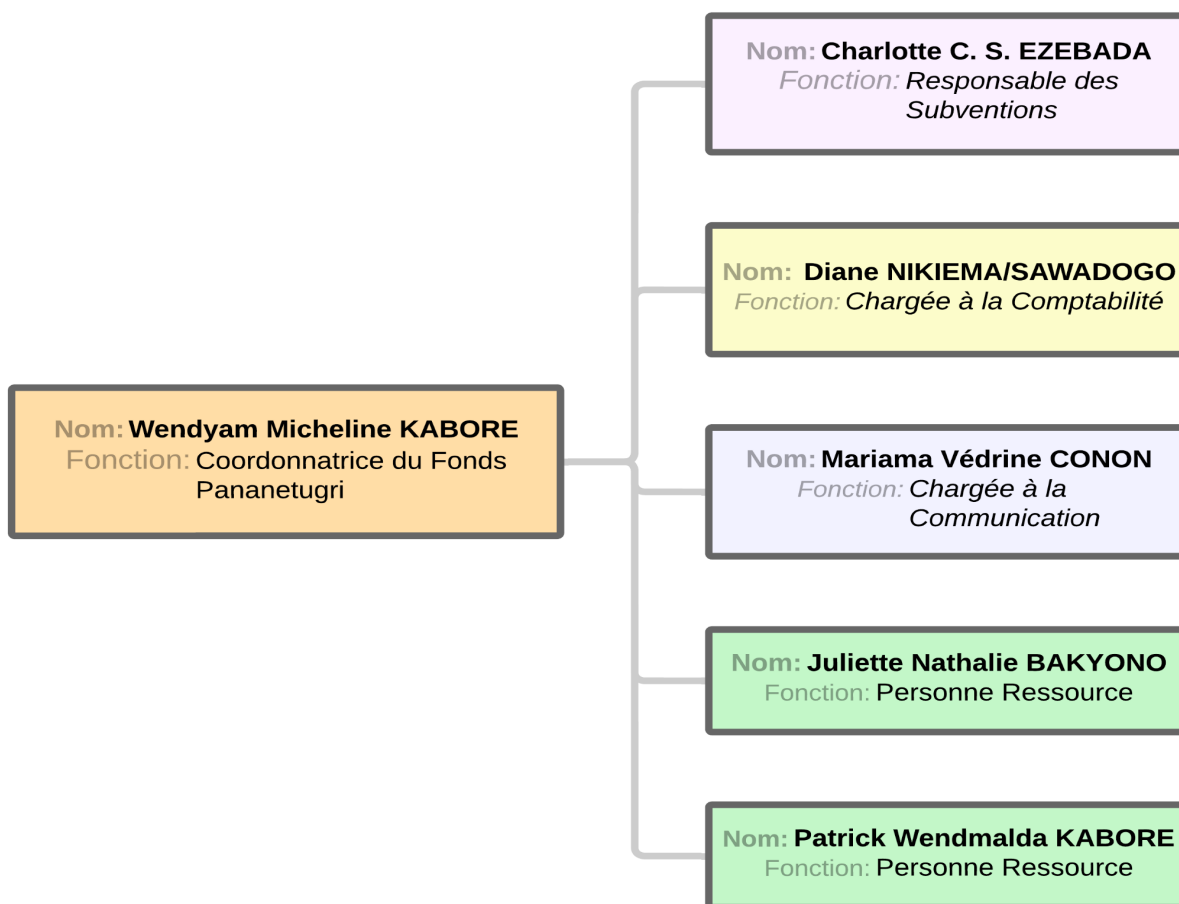 Nom: Charlotte C. S. EZEBADA
Fonction: Responsable des
Subventions
Nom: Diane NIKIEMA/SAWADOGO
Fonction: Chargée à la Comptabilité
Nom: Wendyam Micheline KABORE
Fonction: Coordonnatrice du Fonds
Pananetugri
Nom: Mariama Védrine CONON
Fonction: Chargée à la
Communication
Nom: Juliette Nathalie BAKYONO
Fonction: Personne Ressource
Nom: Patrick Wendmalda KABORE
Fonction: Personne Ressource